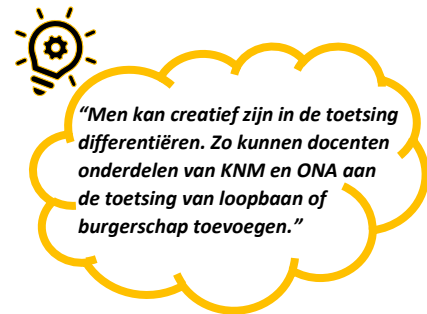 “Men kan creatief zijn in de toetsing
differentiëren. Zo kunnen docenten
onderdelen van KNM en ONA aan
de toetsing van loopbaan of
burgerschap toevoegen.”